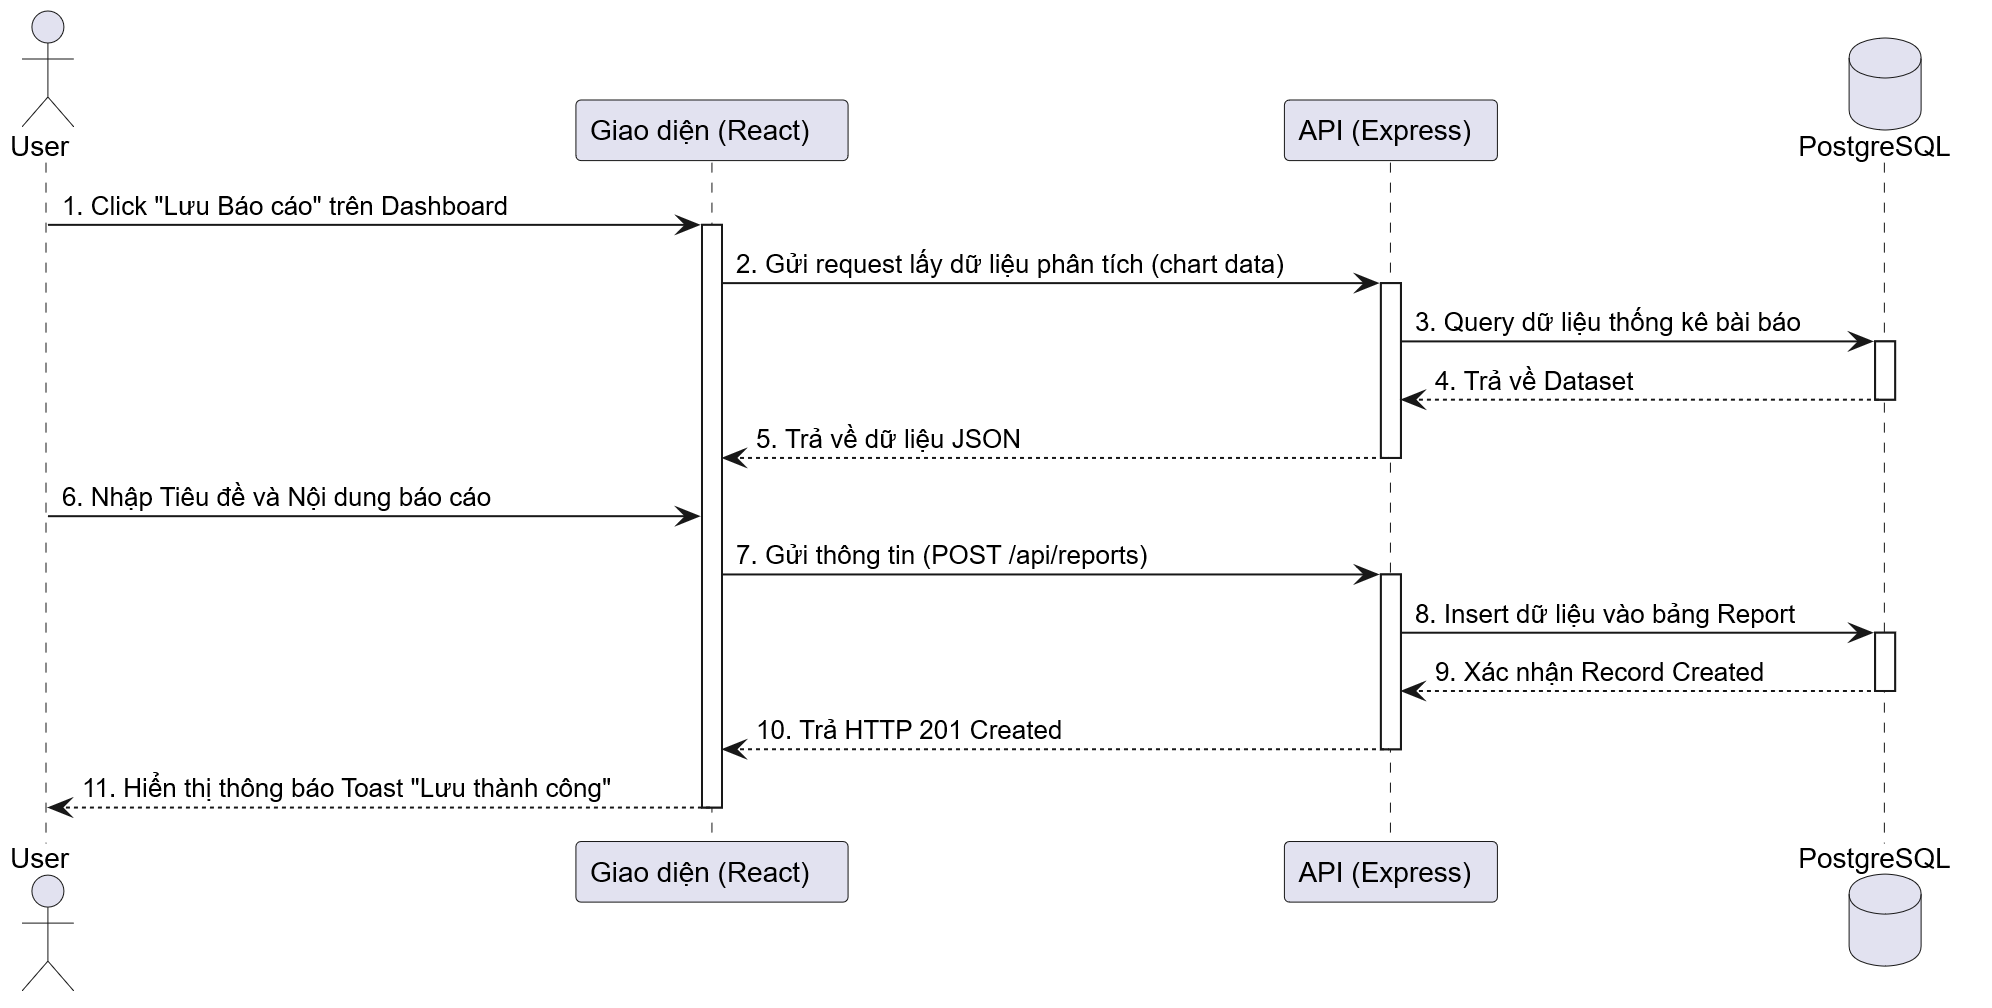 User
Giao diện (React)
API (Express)
PostgreSQL
1. Click "Lưu Báo cáo" trên Dashboard
2. Gửi request lấy dữ liệu phân tích (chart data)
3. Query dữ liệu thống kê bài báo
4. Trả về Dataset
5. Trả về dữ liệu JSON
6. Nhập Tiêu đề và Nội dung báo cáo
7. Gửi thông tin (POST /api/reports)
8. Insert dữ liệu vào bảng Report
9. Xác nhận Record Created
10. Trả HTTP 201 Created
11. Hiển thị thông báo Toast "Lưu thành công"
User
Giao diện (React)
API (Express)
PostgreSQL